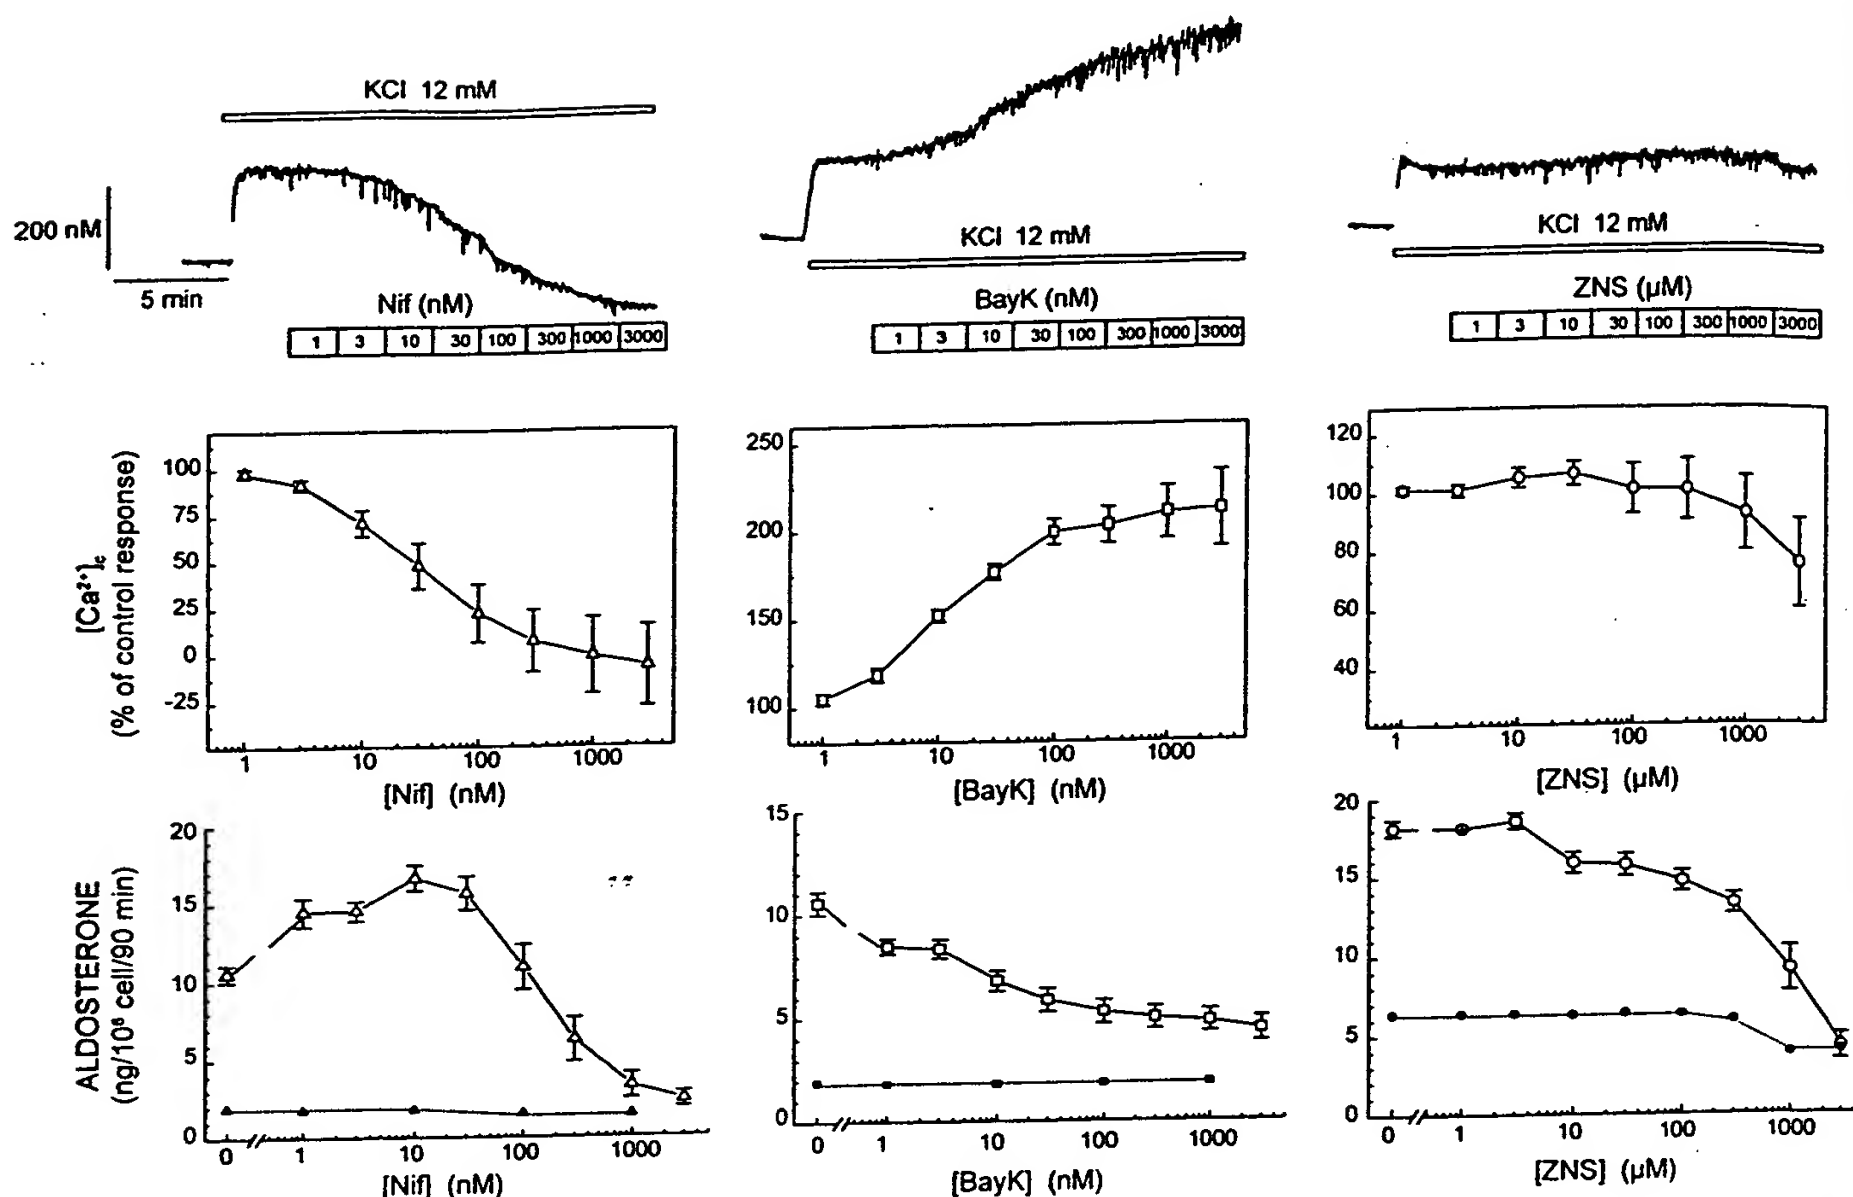 KCl 12 mM
200 nM
5 min
Nif (nM)
1 3 10 30 100 300 1000 3000
KCl 12 mM
BayK (nM)
1 3 10 30 100 300 1000 3000
KCl 12 mM
ZNS (µM)
1 3 10 30 100 300 1000 3000
[Ca²⁺]c
(% of control response)
100
75
50
25
0
-25
1 10 100 1000
[Nif] (nM)
250
200
150
100
1 10 100 1000
[BayK] (nM)
120
100
80
60
40
1 10 100 1000
[ZNS] (µM)
ALDOSTERONE
(ng/10⁶ cell/90 min)
20
15
10
5
0
0 1 10 100 1000
[Nif] (nM)
15
10
5
0
0 1 10 100 1000
[BayK] (nM)
20
15
10
5
0
0 1 10 100 1000
[ZNS] (µM)